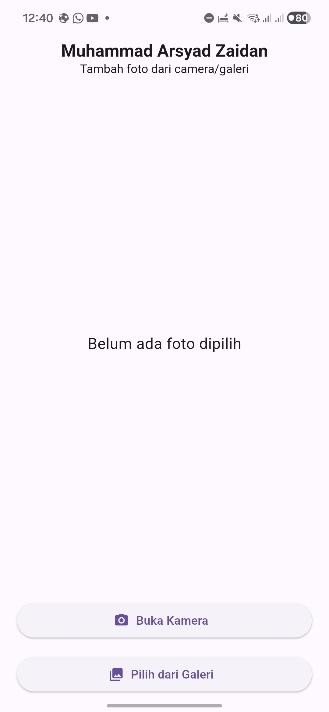 12:40
80
Muhammad Arsyad Zaidan
Tambah foto dari camera/galeri
Belum ada foto dipilih
Buka Kamera
Pilih dari Galeri